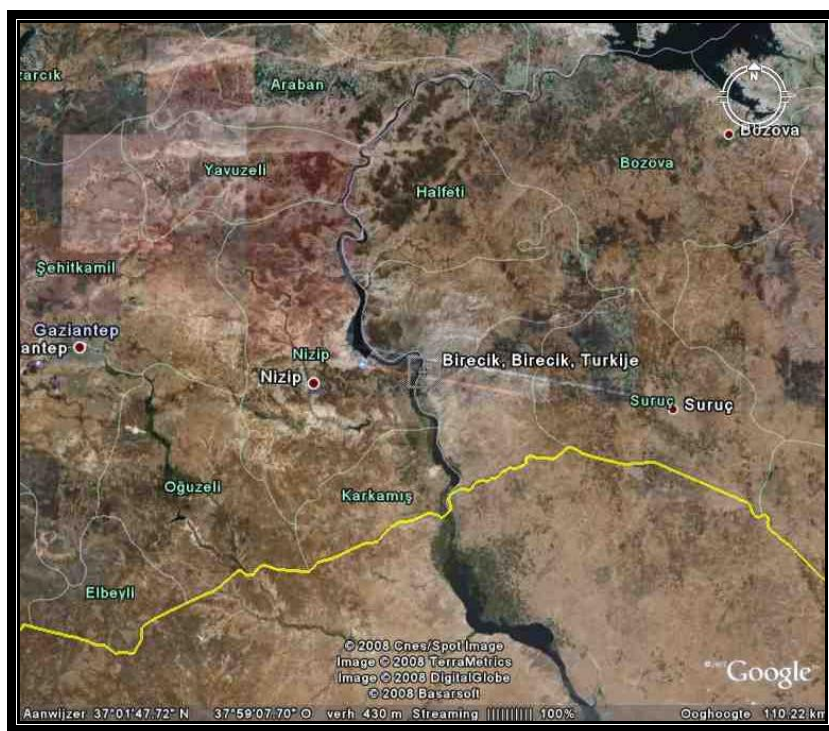 Araban
Bozova
Yavuzeli
Halfeti
Bozova
Şehitkamil
Gaziantep
antep
Nizip
Nizip
Birecik, Birecik, Turkije
Suruç
Suruç
Oğuzeli
Karkamış
Elbeyli
© 2008 Cnes/Spot Image
Image © 2008 TerraMetrics
Image © 2008 DigitalGlobe
© 2008 Basarsoft
Google
Aanwijzer 37°01'47.72" N 37°59'07.70" O verh 430 m Streaming |||||||||| 100% Ooghoogte 110.22 km